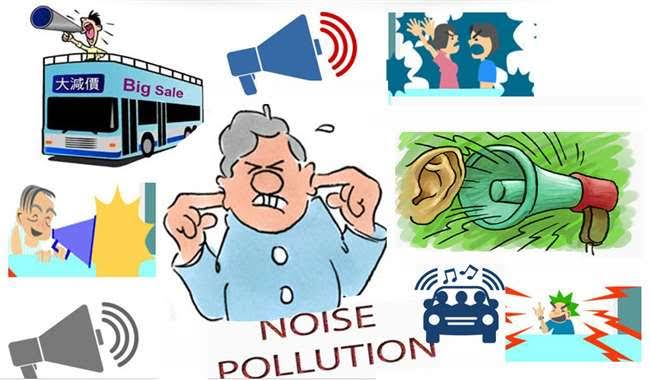 大減價
Big Sale
NOISE
POLLUTION